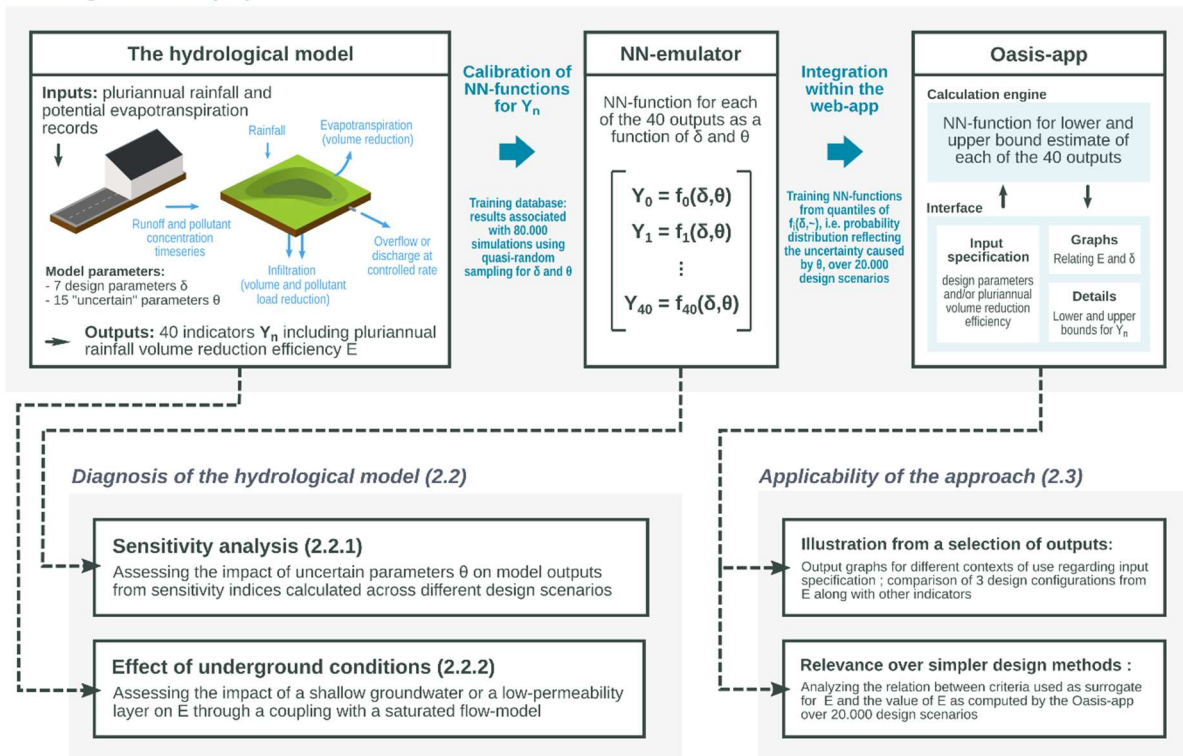 The hydrological model
Inputs: pluriannual rainfall and
potential evapotranspiration
records
Rainfall
Evapotranspiration
(volume reduction)
Runoff and pollutant
concentration
timeseries
Overflow or
discharge at
controlled rate
Infiltration
(volume and pollutant
load reduction)
Model parameters:
- 7 design parameters δ
- 15 "uncertain" parameters θ
Outputs: 40 indicators Yn including pluriannual
rainfall volume reduction efficiency E
Calibration of
NN-functions
for Yn
Training database:
results associated
with 80.000
simulations using
quasi-random
sampling for δ and θ
NN-emulator
NN-function for each
of the 40 outputs as a
function of δ and θ
Y0 = f0(δ,θ)
Y1 = f1(δ,θ)
⋮
Y40 = f40(δ,θ)
Integration
within the
web-app
Training NN-functions
from quantiles of
fi(δ,~), i.e. probability
distribution reflecting
the uncertainty caused
by θ, over 20.000
design scenarios
Oasis-app
Calculation engine
NN-function for lower and
upper bound estimate of
each of the 40 outputs
Interface
Input
specification
design parameters
and/or pluriannual
volume reduction
efficiency
Graphs
Relating E and δ
Details
Lower and upper
bounds for Yn
Diagnosis of the hydrological model (2.2)
Sensitivity analysis (2.2.1)
Assessing the impact of uncertain parameters θ on model outputs
from sensitivity indices calculated across different design scenarios
Effect of underground conditions (2.2.2)
Assessing the impact of a shallow groundwater or a low-permeability
layer on E through a coupling with a saturated flow-model
Applicability of the approach (2.3)
Illustration from a selection of outputs:
Output graphs for different contexts of use regarding input
specification ; comparison of 3 design configurations from
E along with other indicators
Relevance over simpler design methods :
Analyzing the relation between criteria used as surrogate
for E and the value of E as computed by the Oasis-app
over 20.000 design scenarios